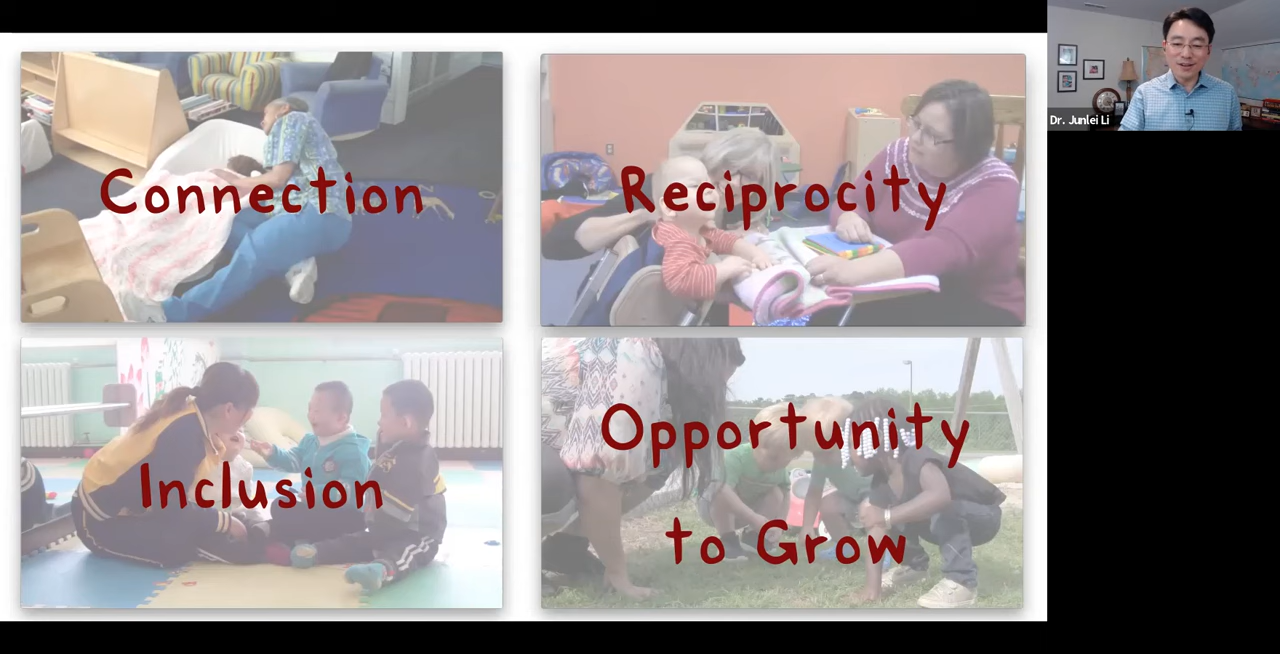 Connection
Reciprocity
Dr. Junlei Li
Inclusion
Opportunity
to Grow